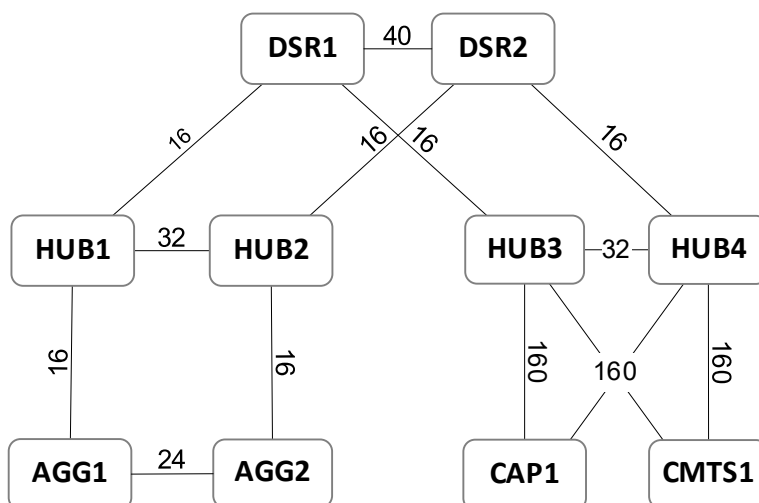 DSR1 40 DSR2
16 16 16 16
HUB1 32 HUB2 HUB3 32 HUB4
16 16 160 160 160
AGG1 24 AGG2 CAP1 CMTS1